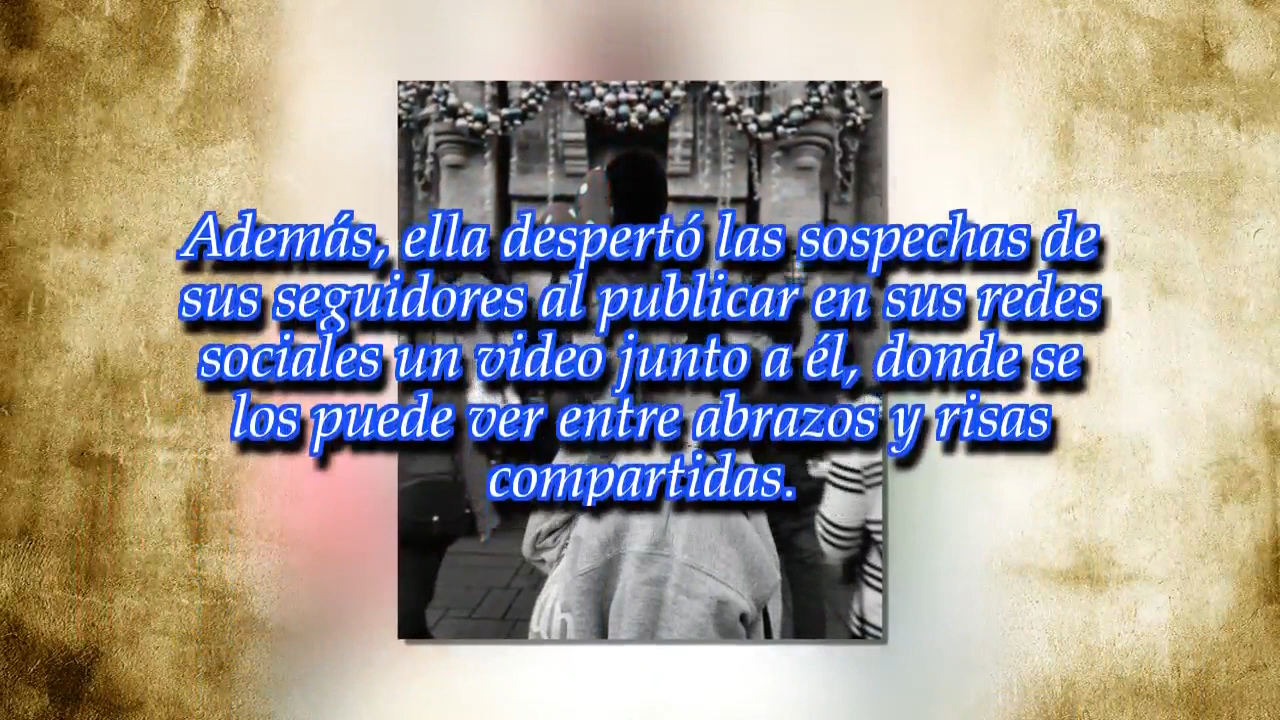 Además, ella despertó las sospechas de
sus seguidores al publicar en sus redes
sociales un video junto a él, donde se
los puede ver entre abrazos y risas
compartidas.